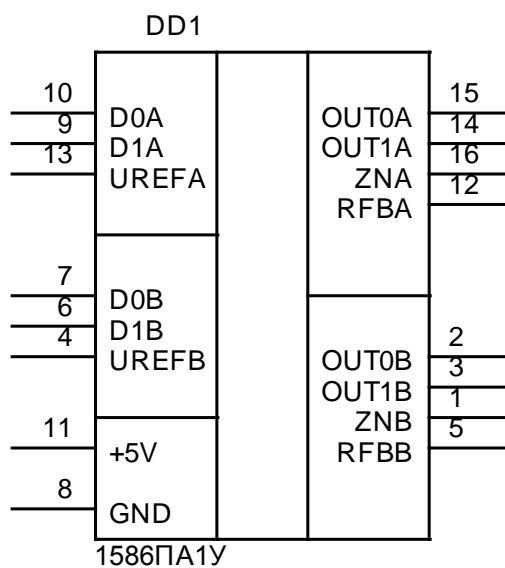 DD1
10 D0A OUT0A 15
9 D1A OUT1A 14
13 UREFA ZNA 16
RFBA 12
7 D0B
6 D1B
4 UREFB OUT0B 2
OUT1B 3
ZNB 1
11 +5V RFBB 5
8 GND
1586ПА1У